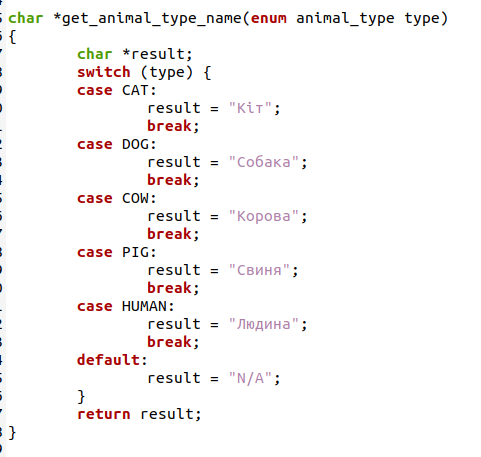 char *get_animal_type_name(enum animal_type type)
{
        char *result;
        switch (type) {
        case CAT:
                result = "Кіт";
                break;
        case DOG:
                result = "Собака";
                break;
        case COW:
                result = "Корова";
                break;
        case PIG:
                result = "Свиня";
                break;
        case HUMAN:
                result = "Людина";
                break;
        default:
                result = "N/A";
        }
        return result;
}